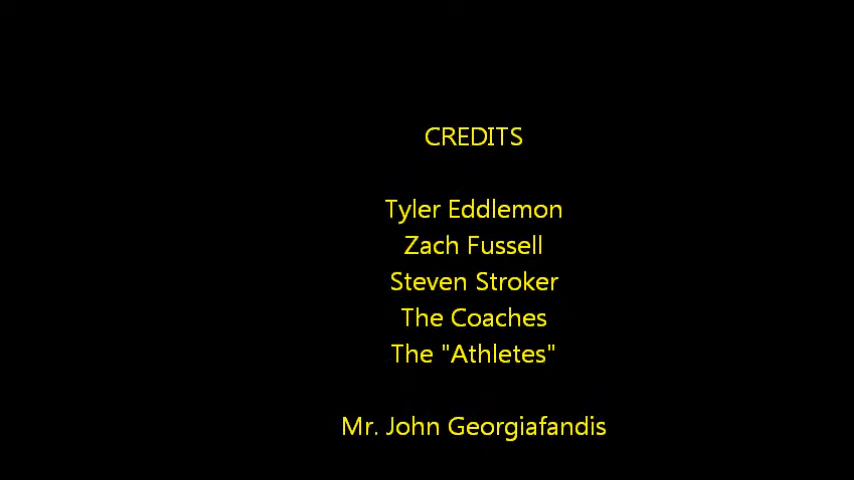 CREDITS
Tyler Eddlemon
Zach Fussell
Steven Stroker
The Coaches
The "Athletes"
Mr. John Georgiafandis